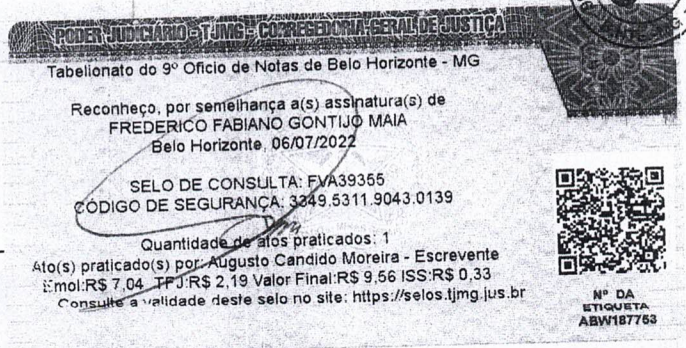 PODER JUDICIÁRIO - TJMG - CORREGEDORIA-GERAL DE JUSTIÇA
Tabelionato do 9º Oficio de Notas de Belo Horizonte - MG
Reconheço, por semelhança a(s) assinatura(s) de
FREDERICO FABIANO GONTIJO MAIA
Belo Horizonte, 06/07/2022
SELO DE CONSULTA: FVA39355
CÓDIGO DE SEGURANÇA: 3349.5311.9043.0139
Quantidade de atos praticados: 1
Ato(s) praticado(s) por: Augusto Candido Moreira - Escrevente
Emol:R$ 7,04 TFJ:R$ 2,19 Valor Final:R$ 9,56 ISS:R$ 0,33
Consulte a validade deste selo no site: https://selos.tjmg.jus.br
Nº DA
ETIQUETA
ABW187753